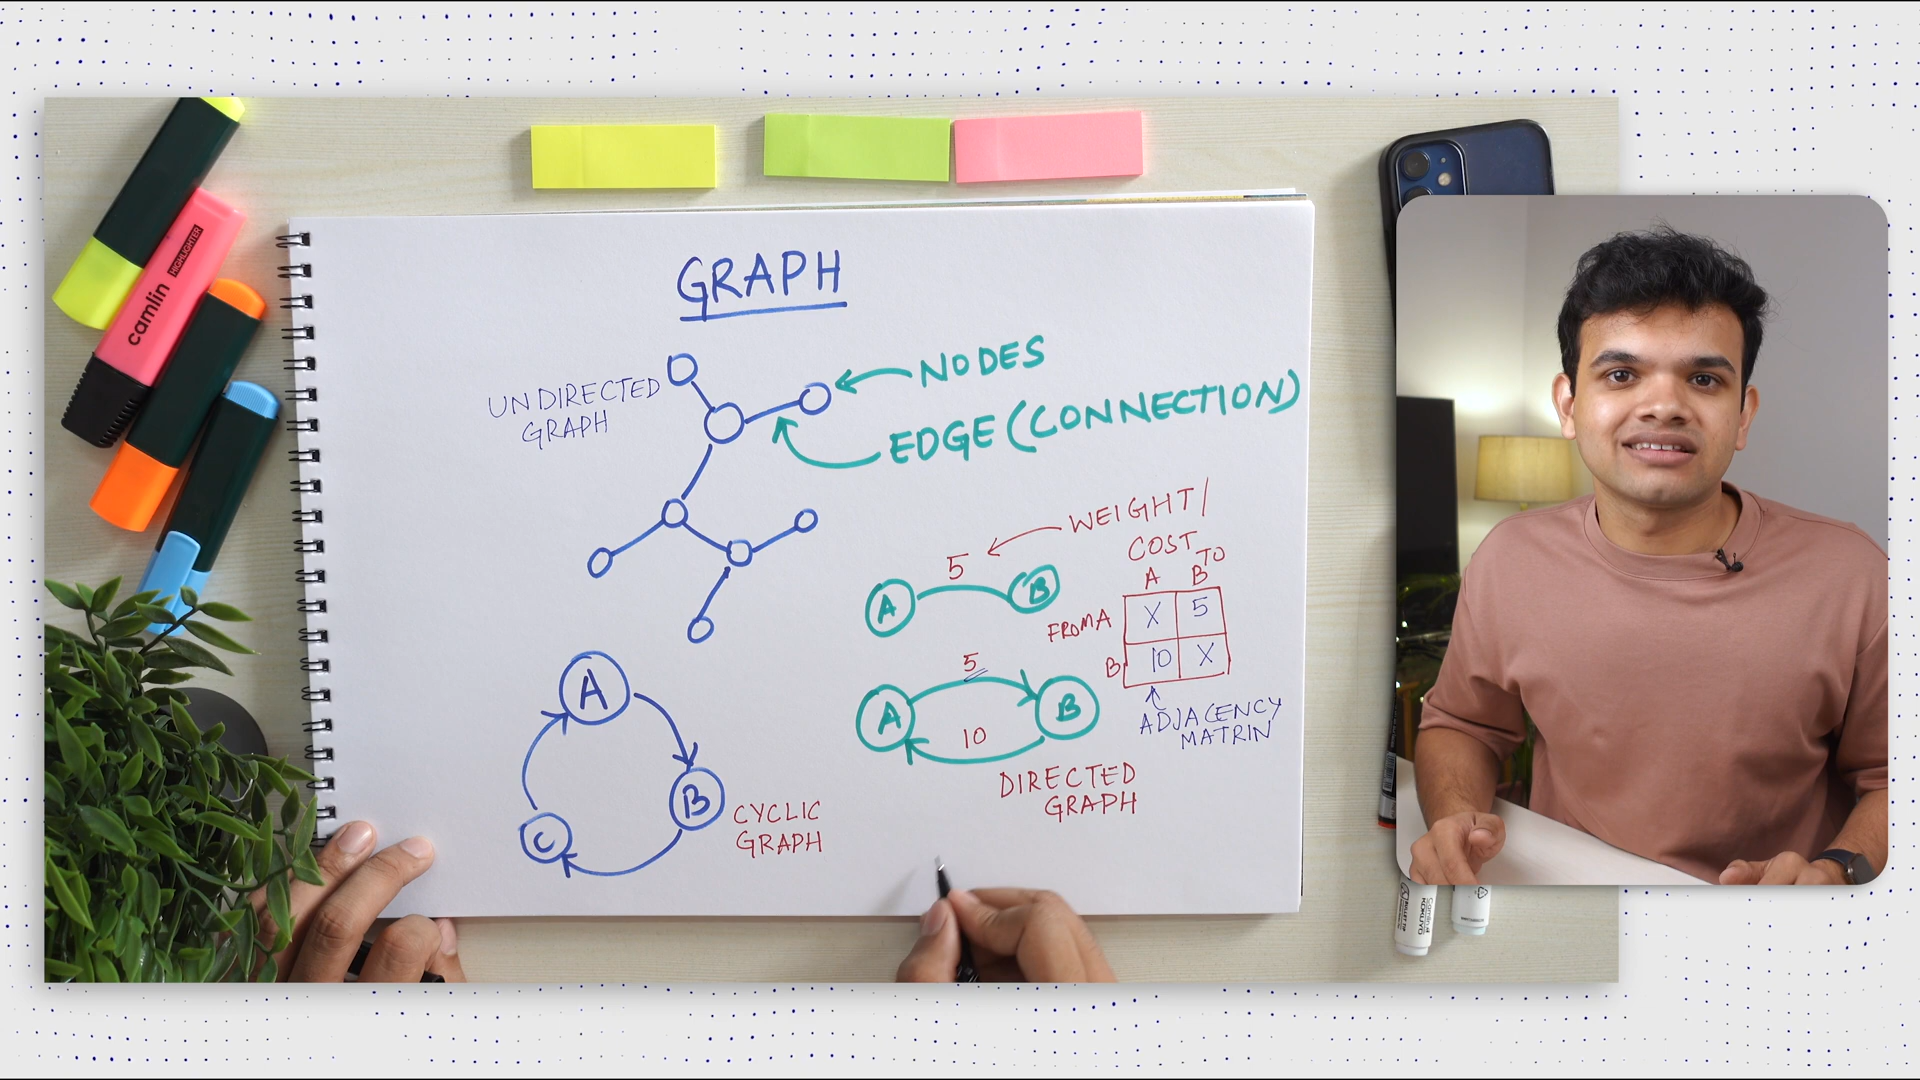 GRAPH
UNDIRECTED
GRAPH
NODES
EDGE (CONNECTION)
WEIGHT/
COST
5
A
B
TO
A B
FROM A
X 5
B
10 X
ADJACENCY
MATRIN
5
A
B
10
DIRECTED
GRAPH
A
B
C
CYCLIC
GRAPH
camlin
HIGHLIGHTER